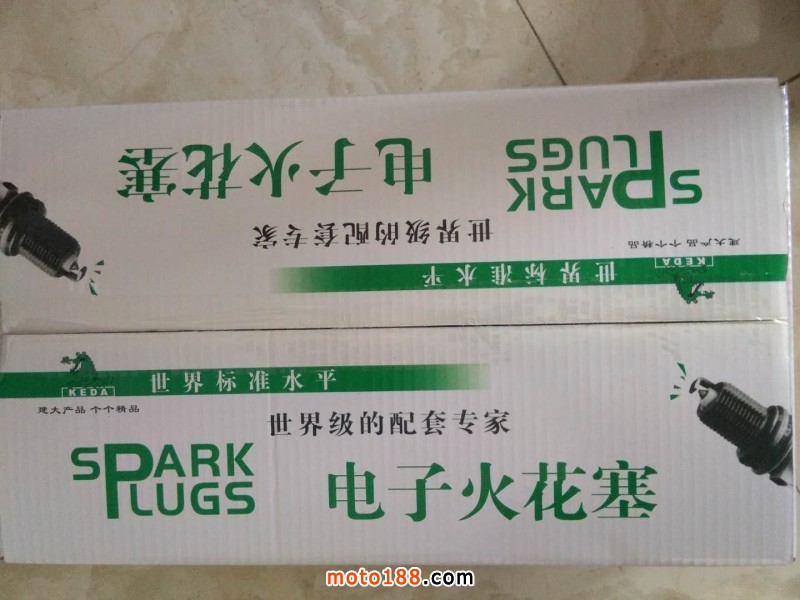 SPARK
PLUGS
电子火花塞
世界级的配套专家
建大产品 个个精品
世界标准水平
KEDA
世界标准水平
KEDA
建大产品 个个精品
世界级的配套专家
SPARK
PLUGS
电子火花塞
moto188.com